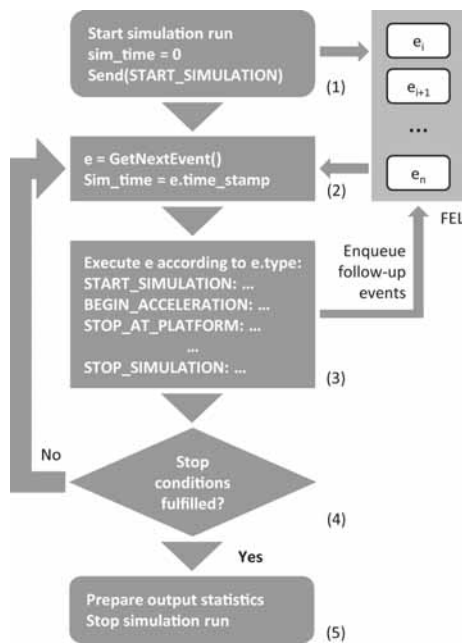 Start simulation run
sim_time = 0
Send(START_SIMULATION)
(1)
e_i
e_{i+1}
...
e_n
FEL
e = GetNextEvent()
Sim_time = e.time_stamp
(2)
Enqueue
follow-up
events
Execute e according to e.type:
START_SIMULATION: ...
BEGIN_ACCELERATION: ...
STOP_AT_PLATFORM: ...
...
STOP_SIMULATION: ...
(3)
No
Stop
conditions
fulfilled?
(4)
Yes
Prepare output statistics
Stop simulation run
(5)